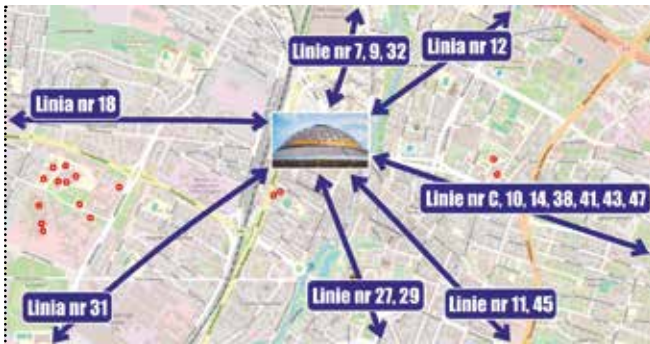 Linie nr 7, 9, 32
Linia nr 12
Linia nr 18
Linie nr C, 10, 14, 38, 41, 43, 47
Linia nr 31
Linie nr 27, 29
Linie nr 11, 45